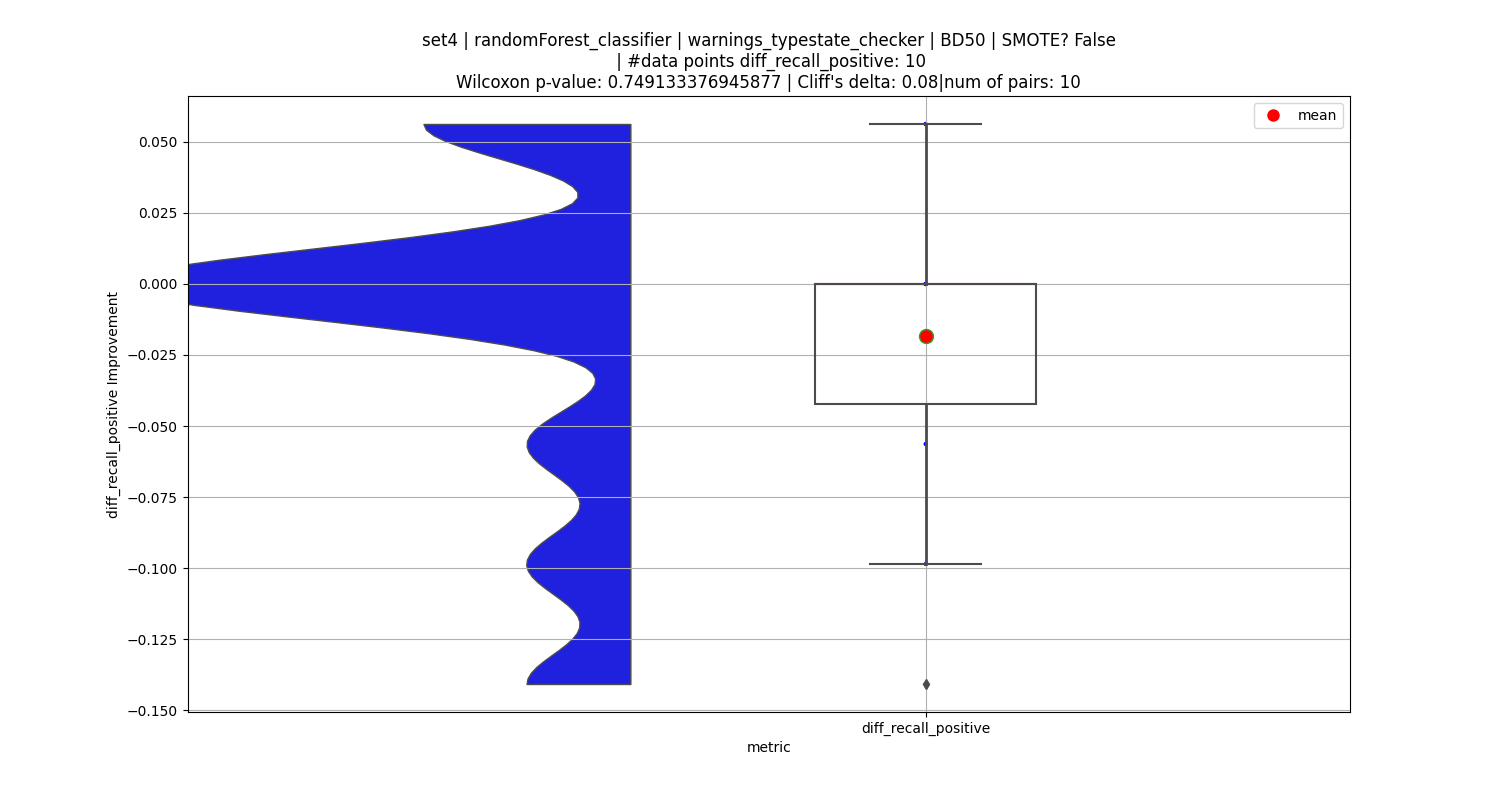 set4 | randomForest_classifier | warnings_typestate_checker | BD50 | SMOTE? False
| #data points diff_recall_positive: 10
Wilcoxon p-value: 0.749133376945877 | Cliff's delta: 0.08|num of pairs: 10
mean
0.050
0.025
0.000
−0.025
−0.050
−0.075
−0.100
−0.125
−0.150
diff_recall_positive Improvement
diff_recall_positive
metric